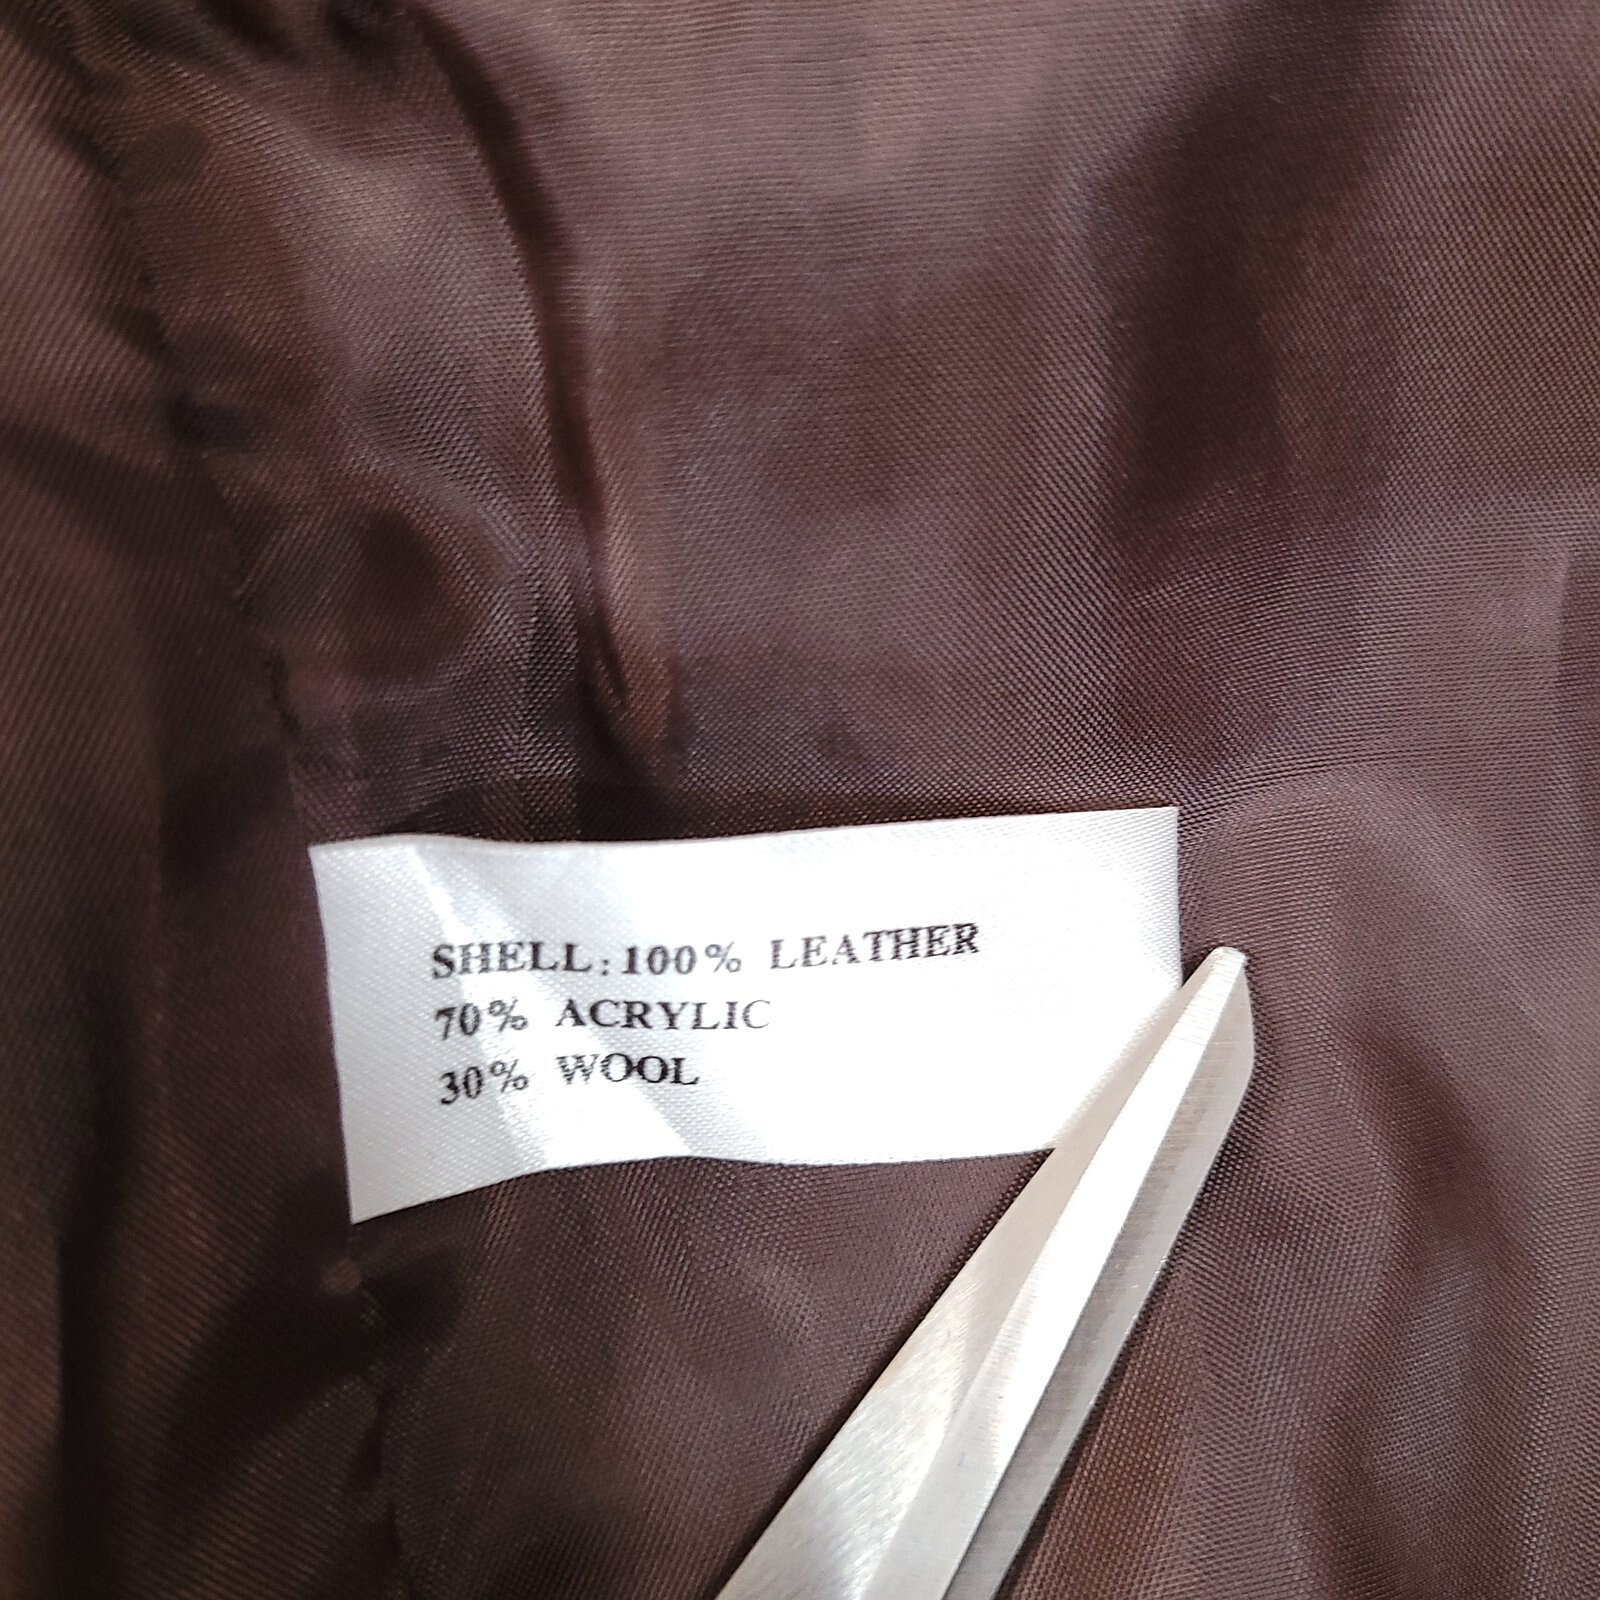 SHELL: 100% LEATHER
70% ACRYLIC
30% WOOL